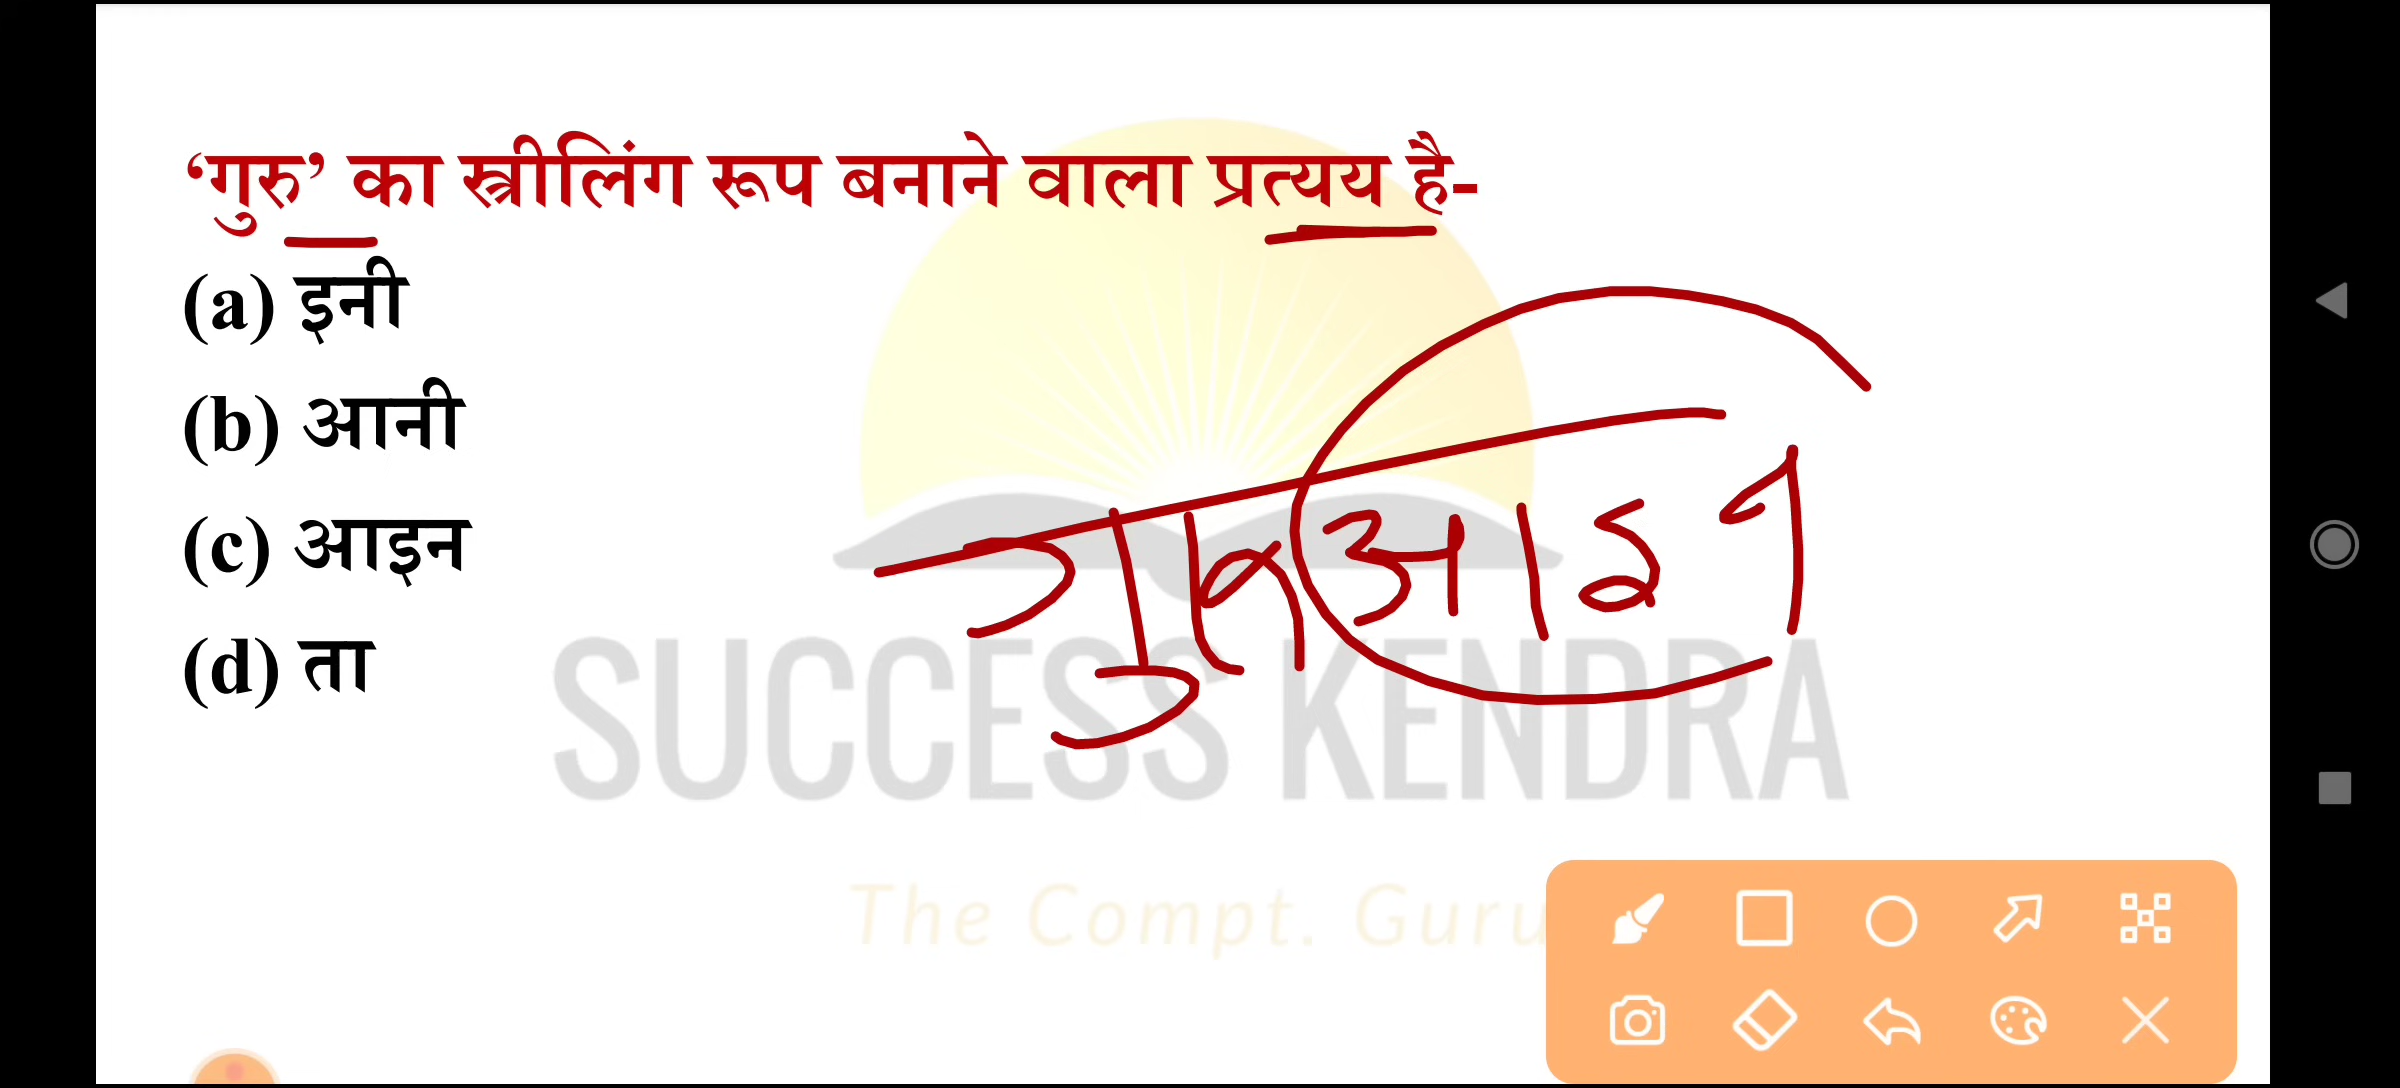 ‘गुरु’ का स्त्रीलिंग रूप बनाने वाला प्रत्यय है-
(a) इनी
(b) आनी
(c) आइन
(d) ता
गुरुआइन
SUCCESS KENDRA
The Compt. Guru